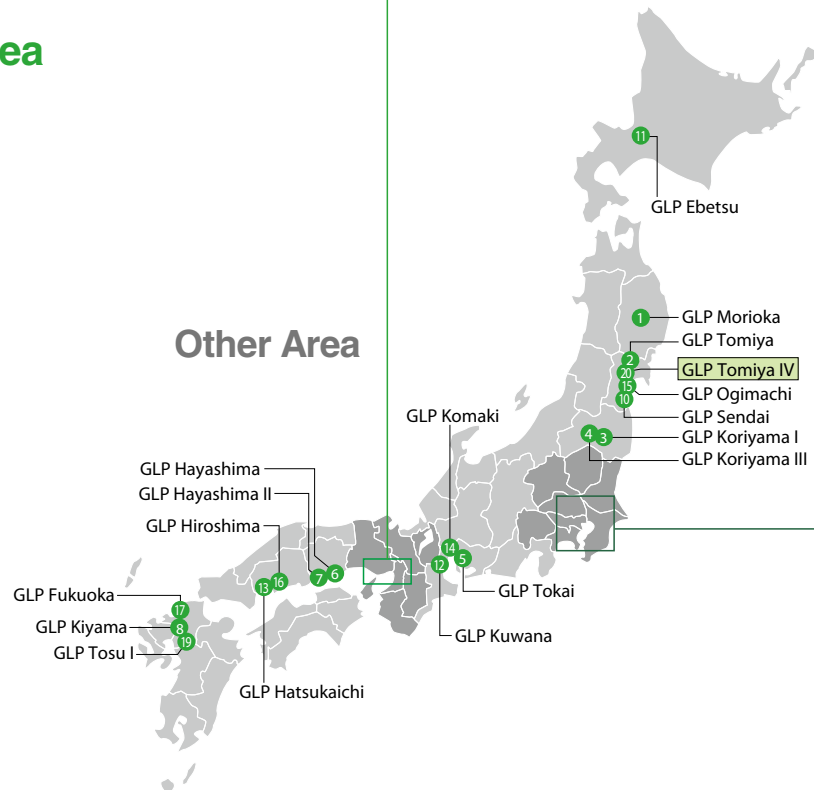 ea
11
GLP Ebetsu
Other Area
1
GLP Morioka
GLP Tomiya
2
20
GLP Tomiya IV
15
GLP Ogimachi
10
GLP Sendai
GLP Komaki
4
3
GLP Koriyama I
GLP Koriyama III
GLP Hayashima
GLP Hayashima II
GLP Hiroshima
14
5
12
6
7
16
13
GLP Tokai
GLP Fukuoka
17
GLP Kiyama
8
GLP Kuwana
19
GLP Tosu I
GLP Hatsukaichi